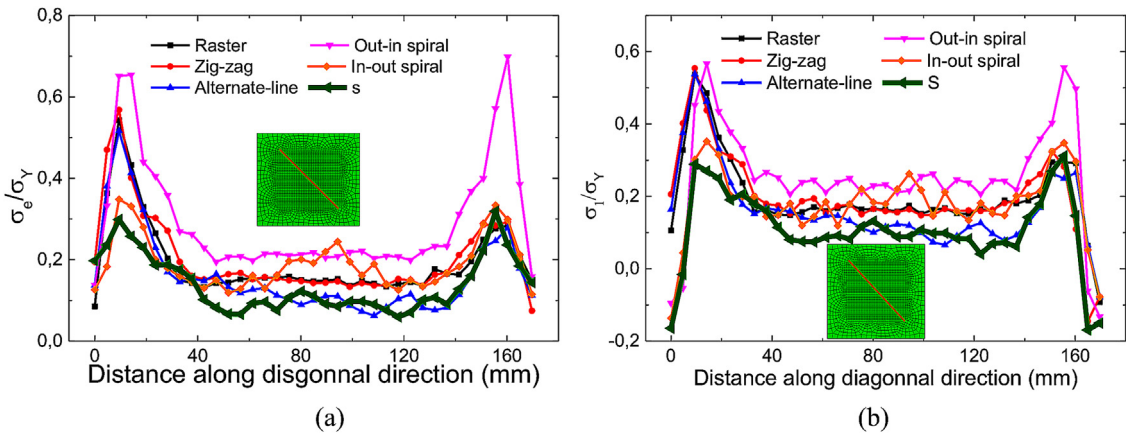 0,8
0,6
0,4
0,2
0,0
σe/σY
Raster
Zig-zag
Alternate-line
Out-in spiral
In-out spiral
s
0 40 80 120 160
Distance along disgonnal direction (mm)
(a)
0,6
0,4
0,2
0,0
-0,2
σ1/σY
Raster
Zig-zag
Alternate-line
Out-in spiral
In-out spiral
S
0 40 80 120 160
Distance along diagonnal direction (mm)
(b)